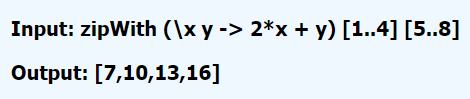 Input: zipWith (\x y -> 2*x + y) [1..4] [5..8]
Output: [7,10,13,16]